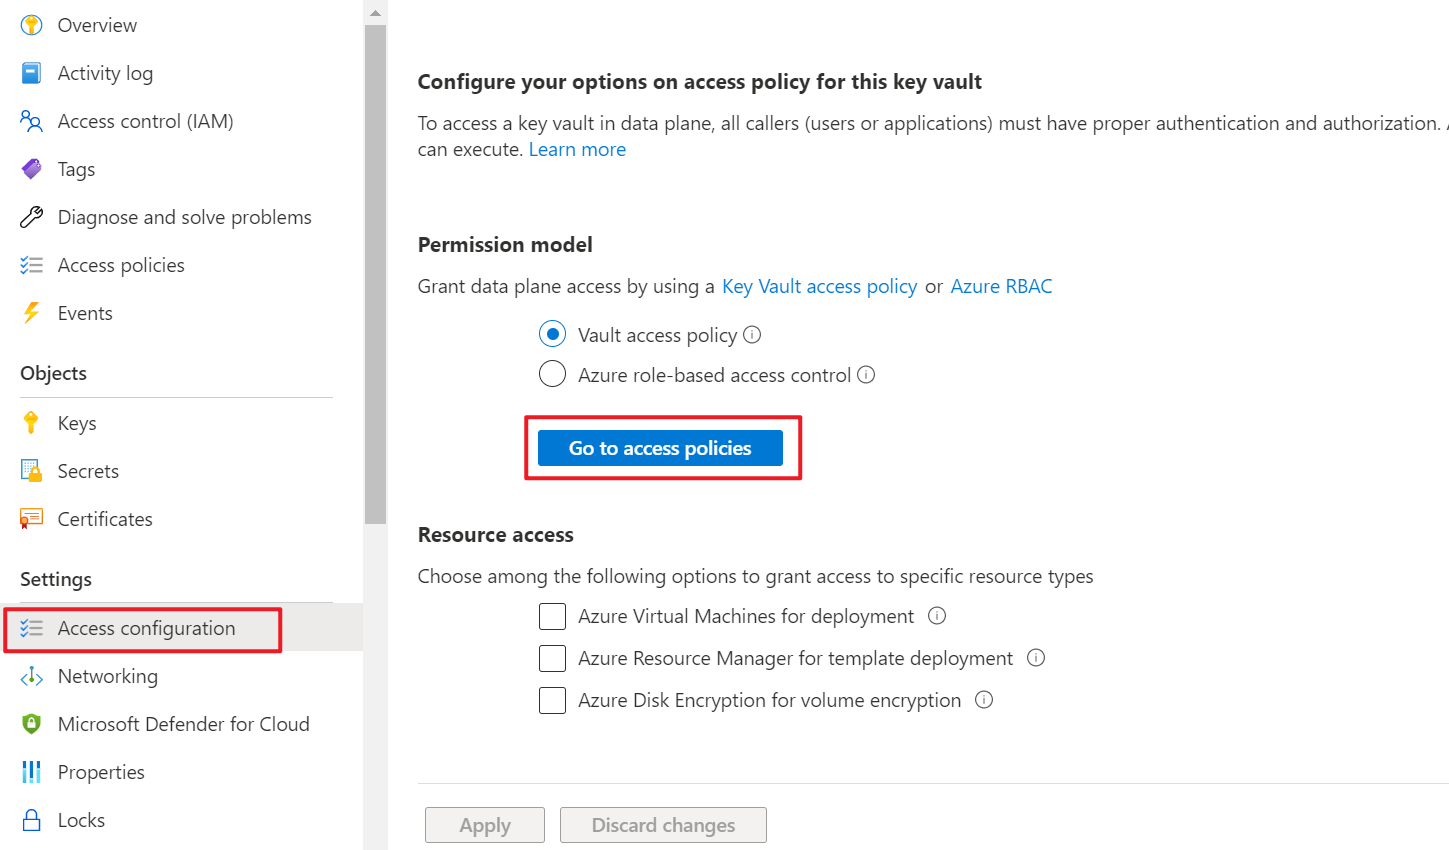 Overview
Activity log
Access control (IAM)
Tags
Diagnose and solve problems
Access policies
Events
Objects
Keys
Secrets
Certificates
Settings
Access configuration
Networking
Microsoft Defender for Cloud
Properties
Locks
Configure your options on access policy for this key vault
To access a key vault in data plane, all callers (users or applications) must have proper authentication and authorization.
can execute. Learn more
Permission model
Grant data plane access by using a Key Vault access policy or Azure RBAC
Vault access policy
Azure role-based access control
Go to access policies
Resource access
Choose among the following options to grant access to specific resource types
Azure Virtual Machines for deployment
Azure Resource Manager for template deployment
Azure Disk Encryption for volume encryption
Apply
Discard changes